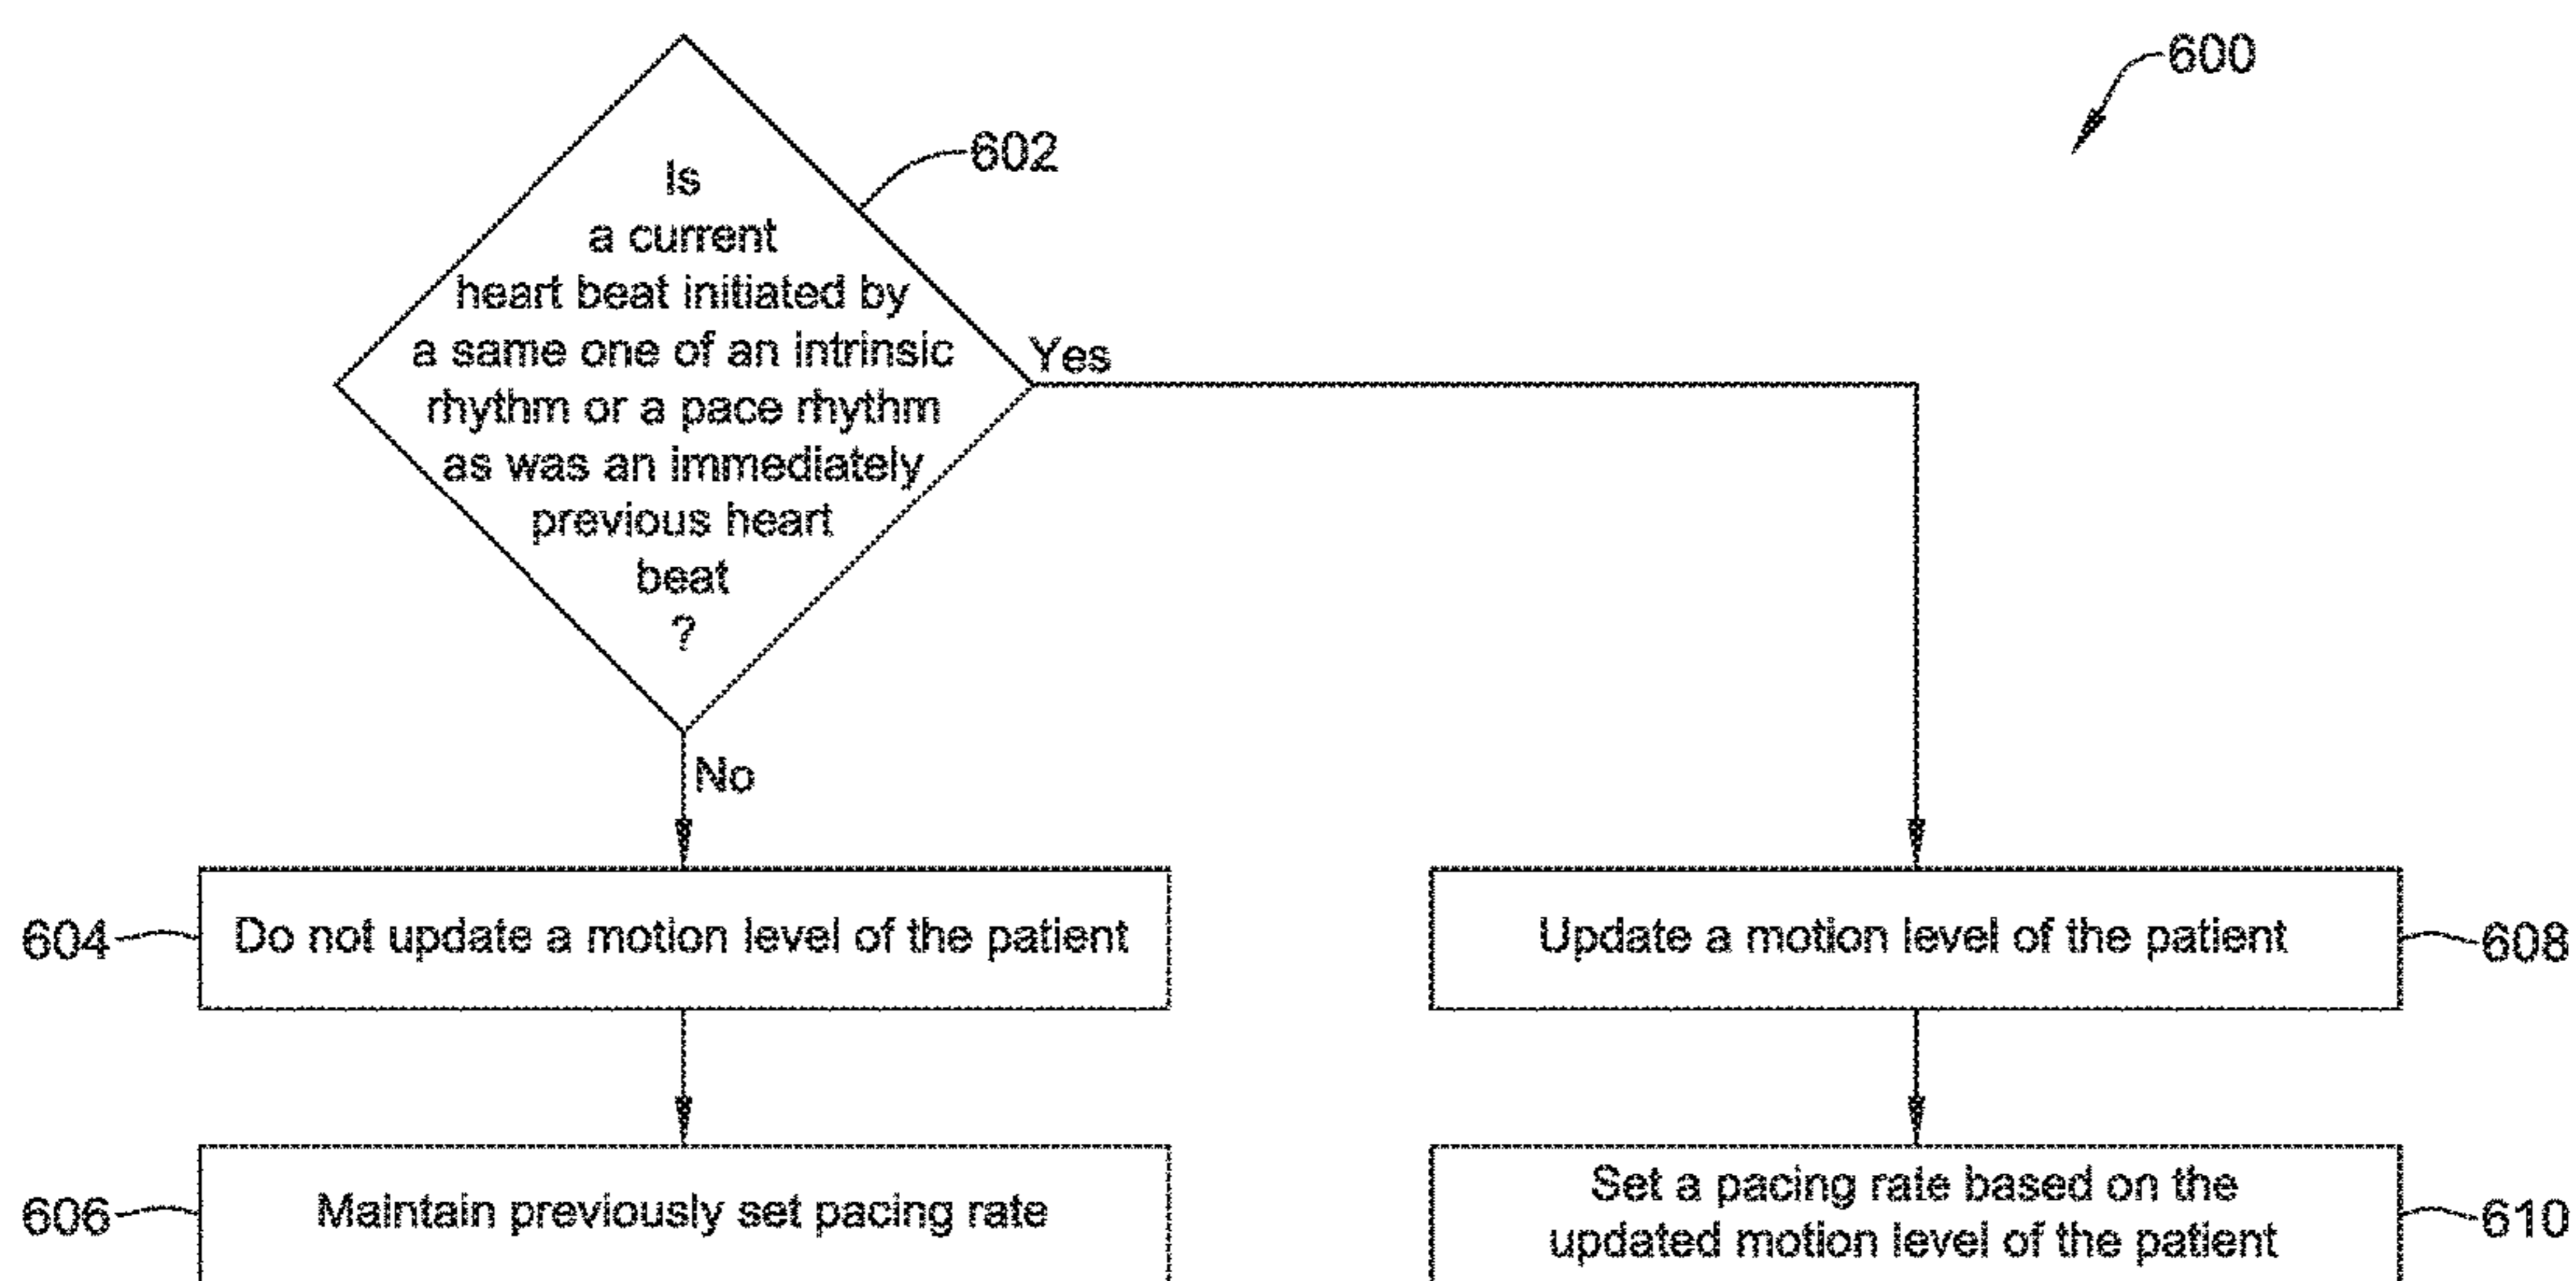 600
602
Is
a current
heart beat initiated by
a same one of an intrinsic
rhythm or a pace rhythm
as was an immediately
previous heart
beat
?
Yes
No
604
Do not update a motion level of the patient
Update a motion level of the patient
608
606
Maintain previously set pacing rate
Set a pacing rate based on the
updated motion level of the patient
610